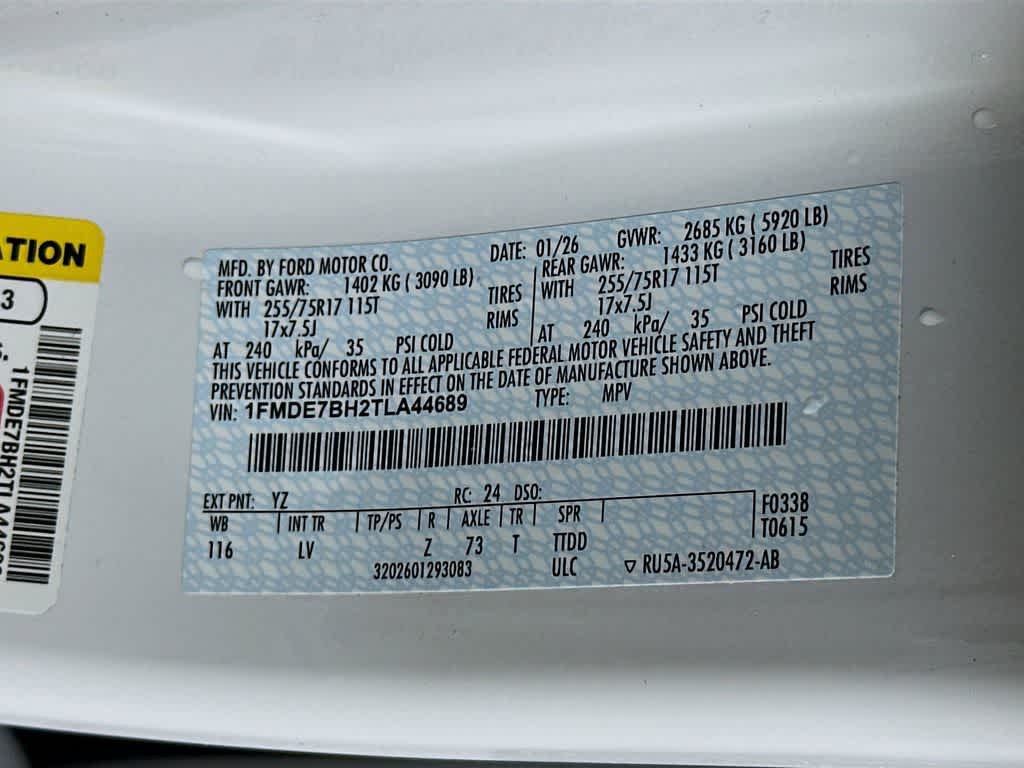 ATION
3
1FMDE7BH2TLA4468
MFD. BY FORD MOTOR CO.
DATE: 01/26 GVWR: 2685 KG ( 5920 LB)
FRONT GAWR: 1402 KG ( 3090 LB)
WITH 255/75R17 115T TIRES
17x7.5J RIMS
AT 240 kPa/ 35 PSI COLD
REAR GAWR: 1433 KG ( 3160 LB)
WITH 255/75R17 115T TIRES
17x7.5J RIMS
AT 240 kPa/ 35 PSI COLD
THIS VEHICLE CONFORMS TO ALL APPLICABLE FEDERAL MOTOR VEHICLE SAFETY AND THEFT
PREVENTION STANDARDS IN EFFECT ON THE DATE OF MANUFACTURE SHOWN ABOVE.
VIN: 1FMDE7BH2TLA44689 TYPE: MPV
EXT PNT: YZ RC: 24 DSO:
WB INT TR TP/PS R AXLE TR SPR F0338
T0615
116 LV Z 73 T TTDD
3202601293083 ULC ▽ RU5A-3520472-AB